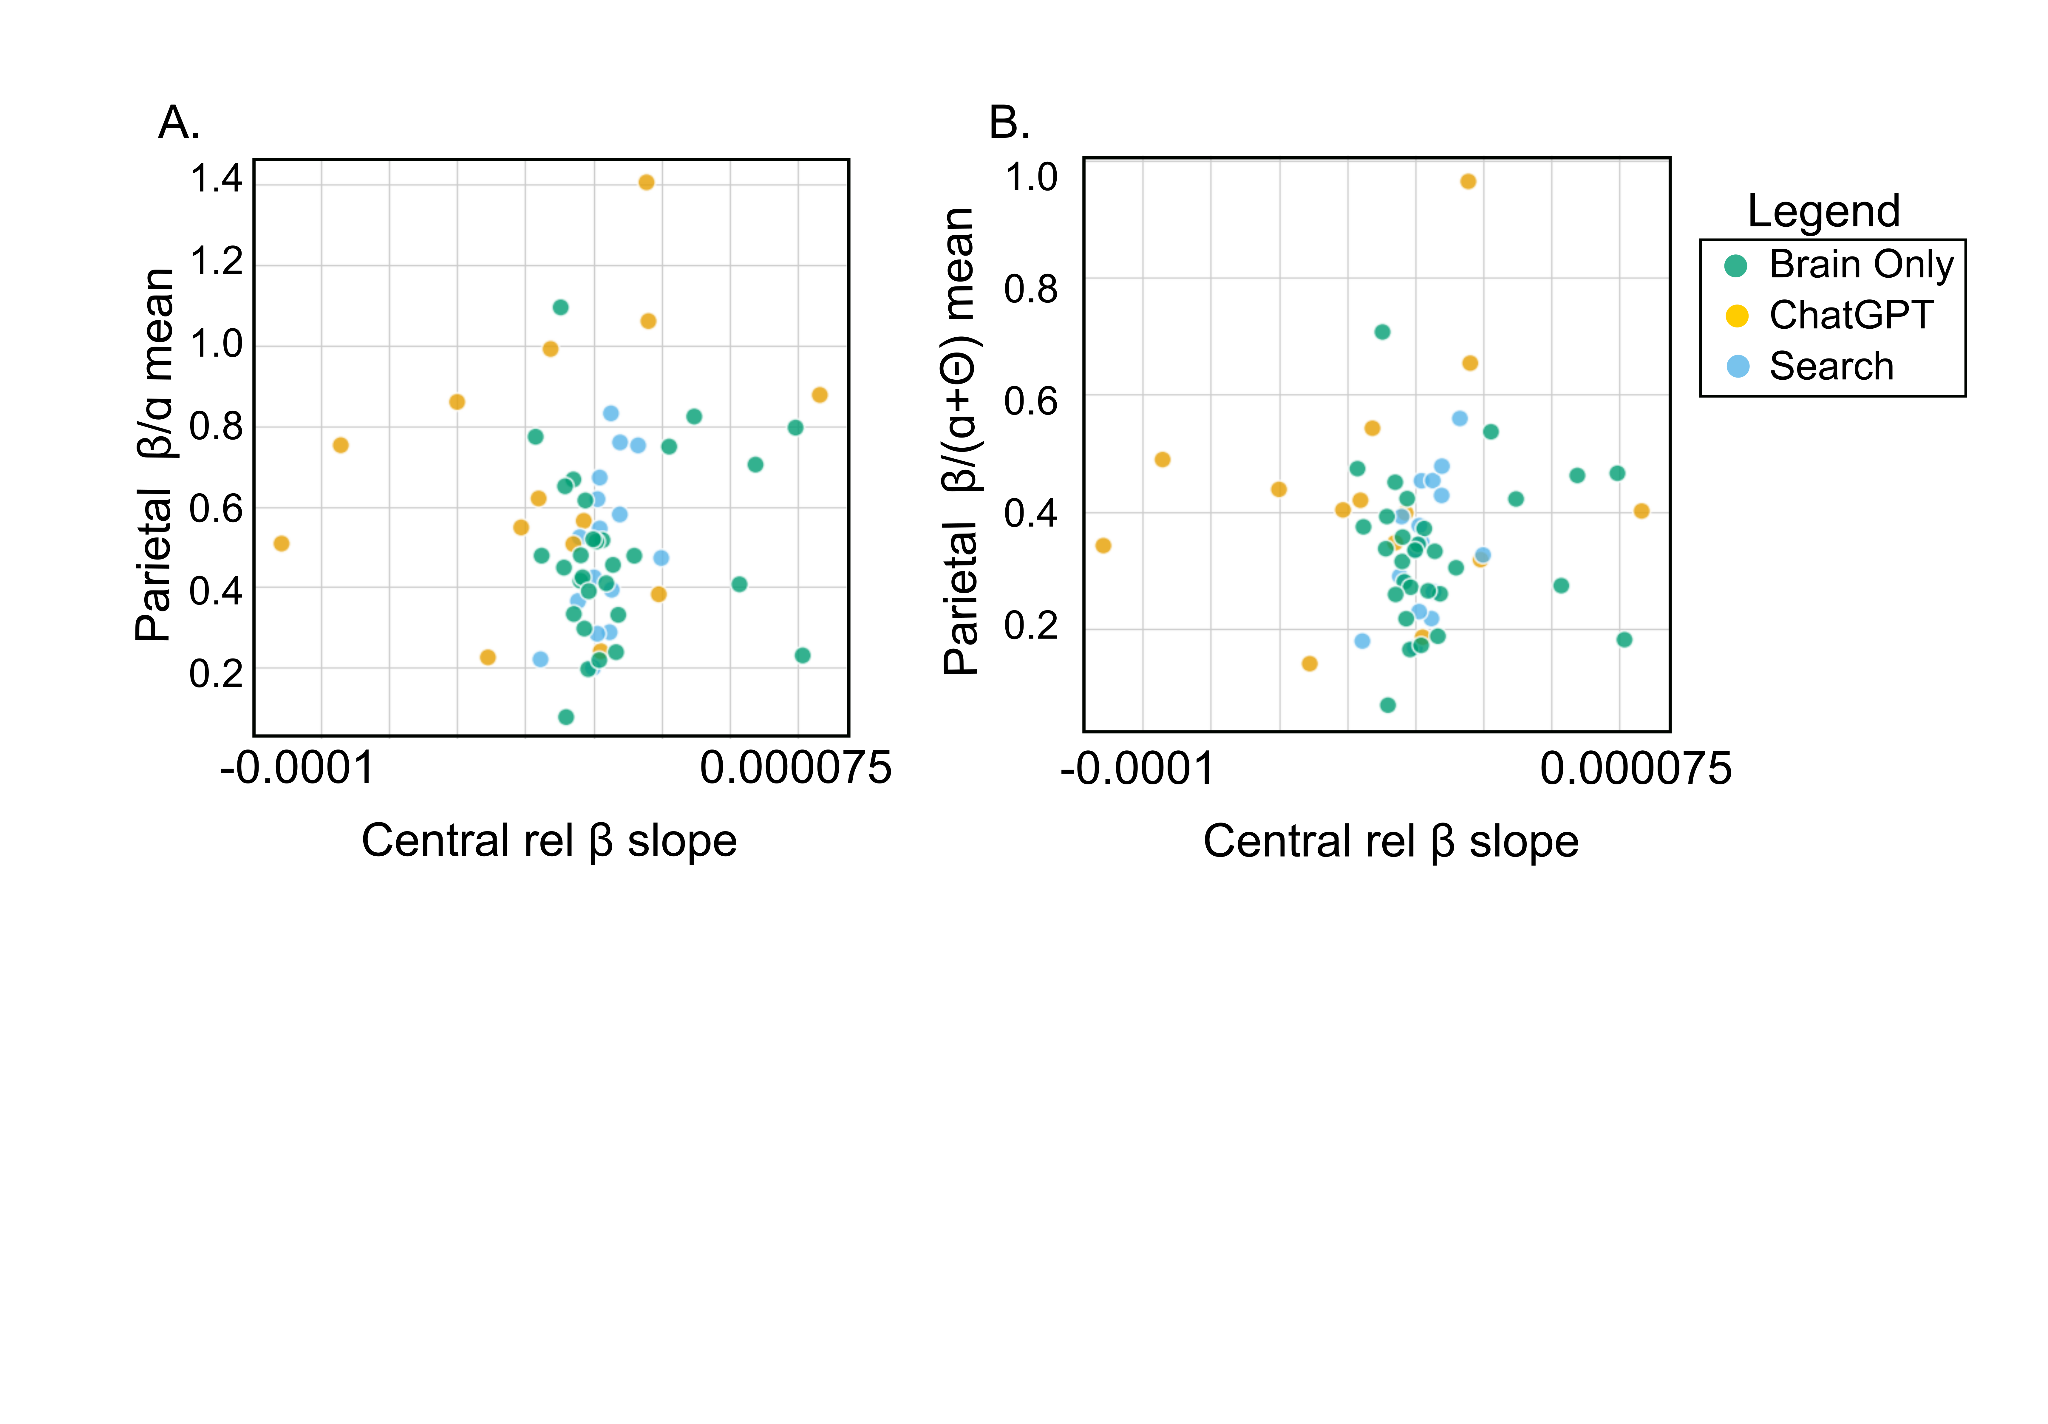 A.
1.4
1.2
1.0
0.8
0.6
0.4
0.2
Parietal β/α mean
-0.0001 0.000075
Central rel β slope
B.
1.0
0.8
0.6
0.4
0.2
Parietal β/(α+Θ) mean
-0.0001 0.000075
Central rel β slope
Legend
Brain Only
ChatGPT
Search